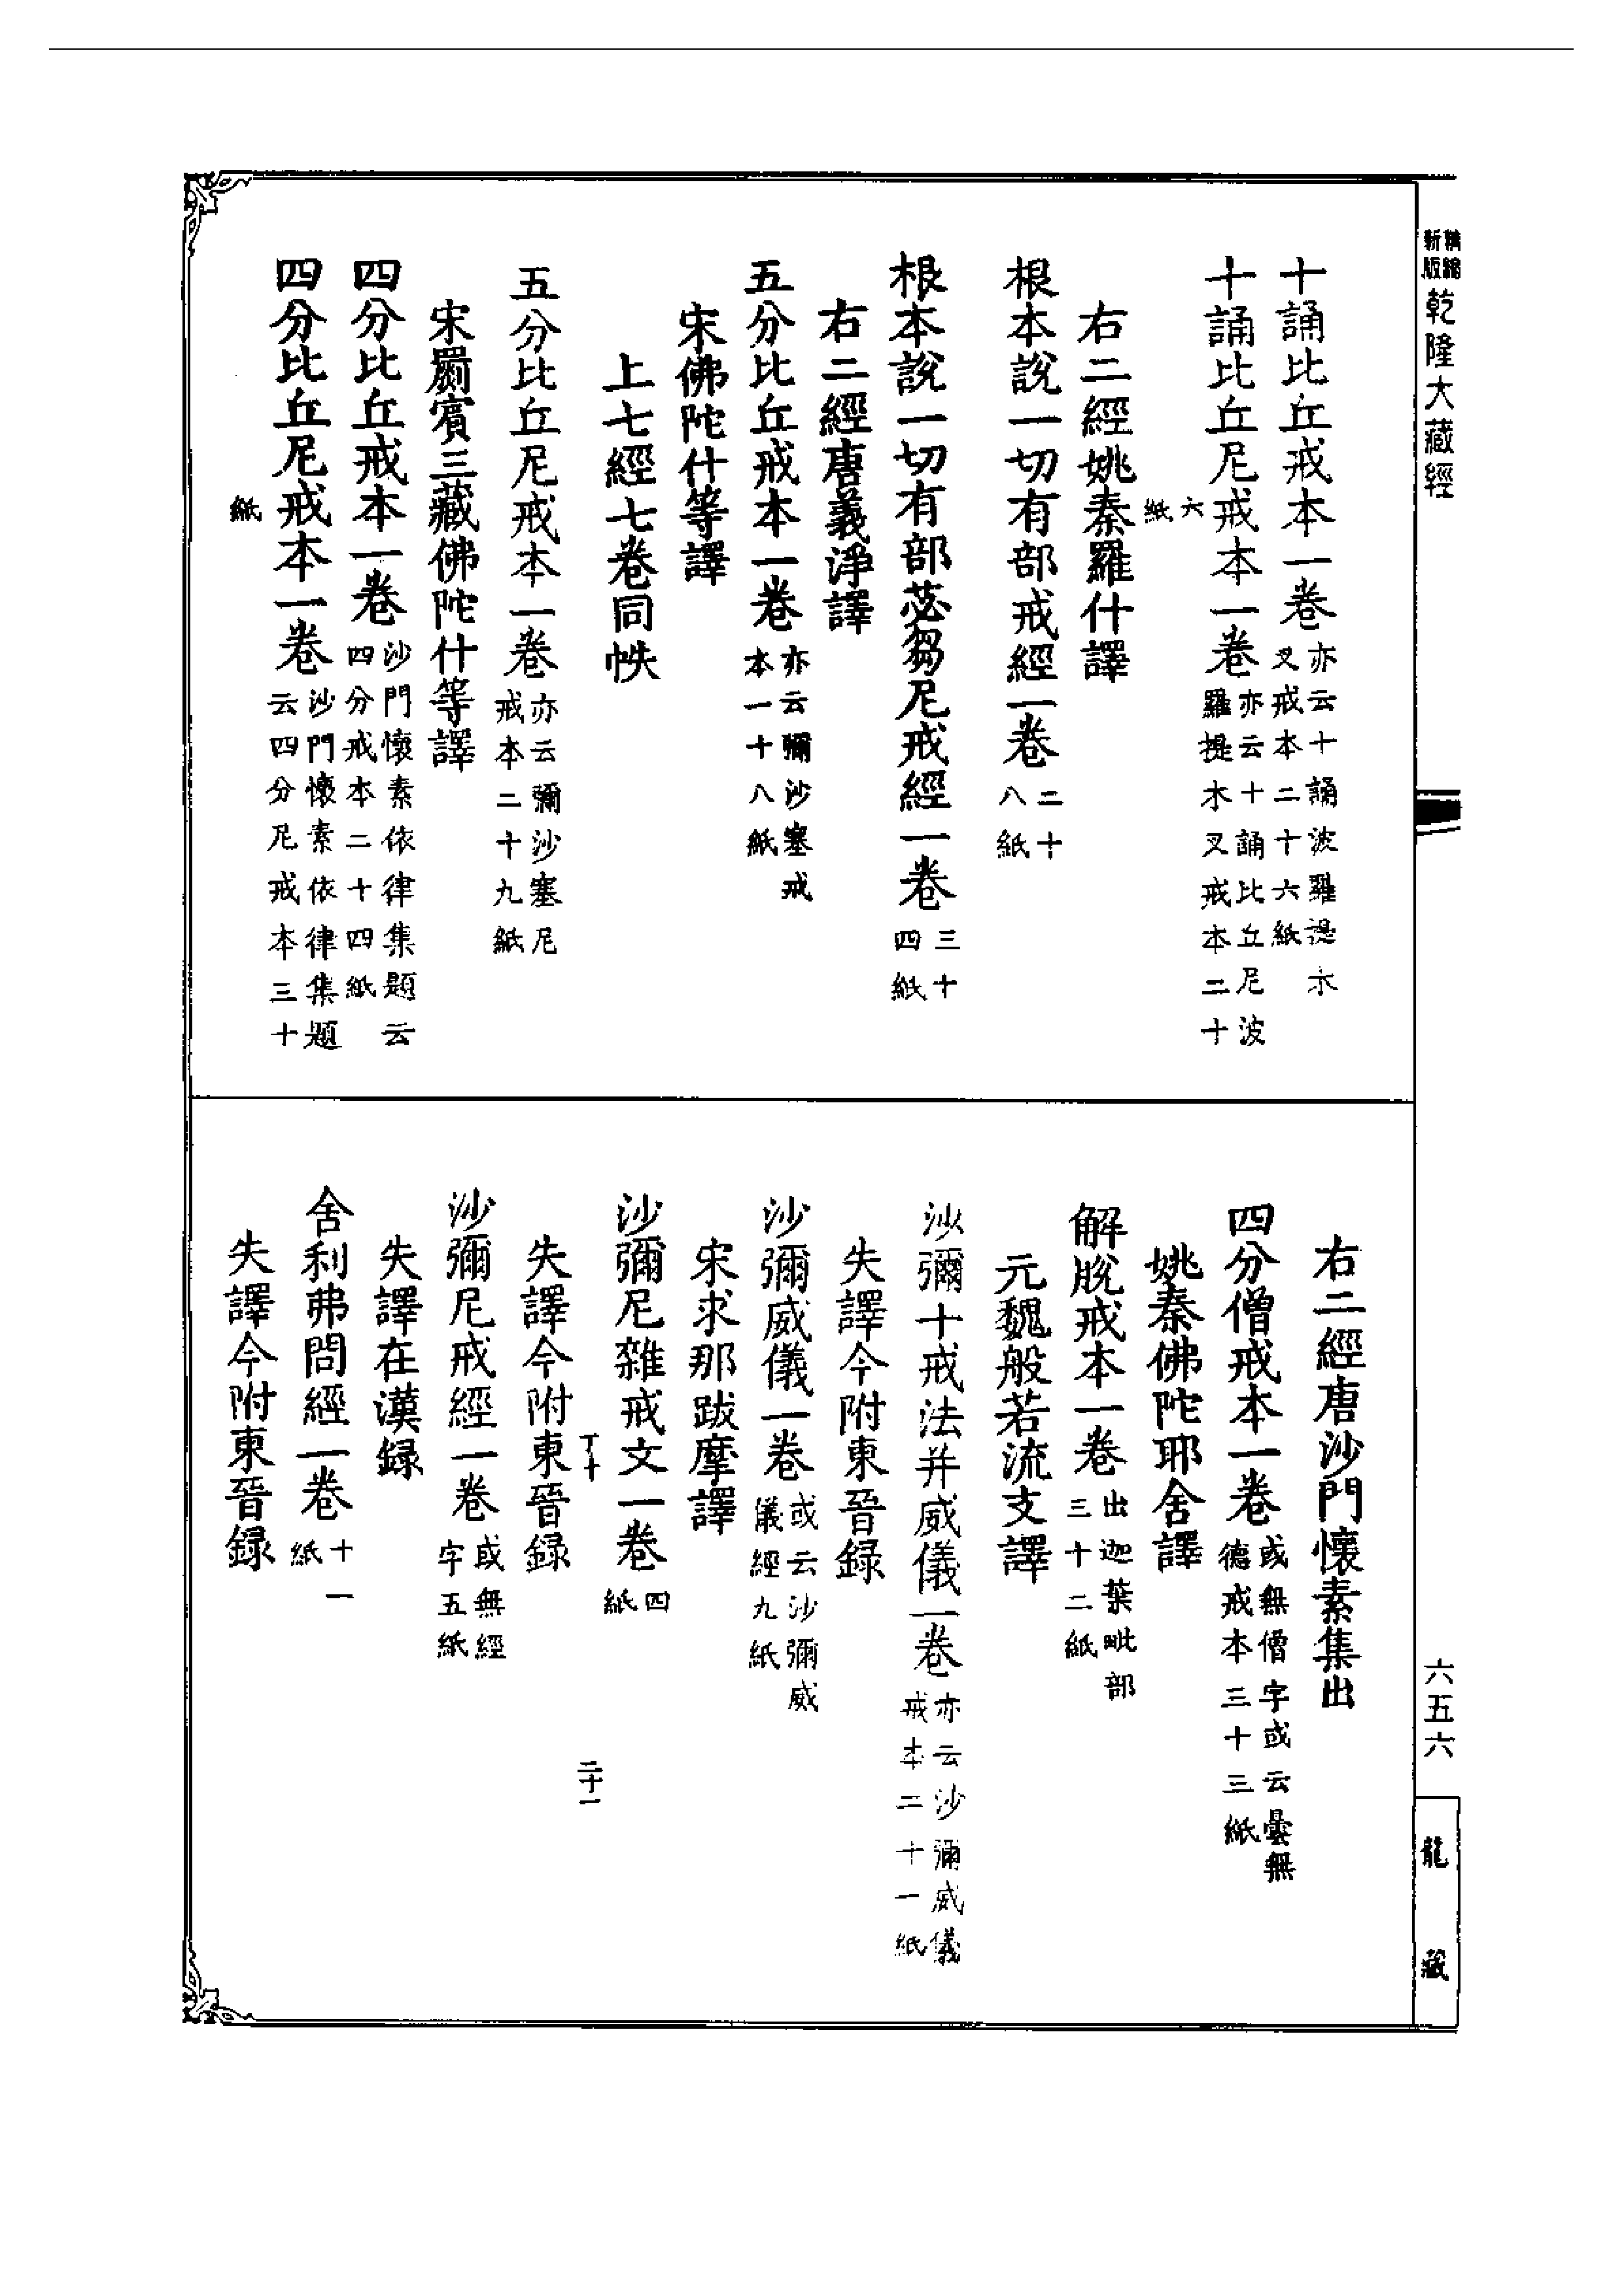 精縮新版乾隆大藏經
十誦比丘戒本一卷亦云十誦波羅提木叉戒本二十六紙
十誦比丘尼戒本一卷亦云十誦比丘尼波羅提木叉戒本二十六紙
右二經姚秦羅什譯
根本說一切有部戒經一卷二十八紙
根本說一切有部苾芻尼戒經一卷三十四紙
右二經唐義淨譯
五分比丘戒本一卷亦云彌沙塞戒本一十八紙
宋佛陀什等譯
上七經七卷同帙
五分比丘尼戒本一卷亦云彌沙塞尼戒本二十九紙
宋罽賓三藏佛陀什等譯
四分比丘戒本一卷沙門懷素依律集題云四分戒本二十四紙
四分比丘尼戒本一卷沙門懷素依律集題云四分尼戒本三十紙
右二經唐沙門懷素集出
四分僧戒本一卷或無僧字或云曇無德戒本三十三紙
姚秦佛陀耶舍譯
解脫戒本一卷出迦葉毗部三十二紙
元魏般若流支譯
沙彌十戒法并威儀一卷亦云沙彌威儀戒本二十一紙
失譯今附東晉録
沙彌威儀一卷或云沙彌威儀經九紙
宋求那跋摩譯
沙彌尼雜戒文一卷四紙
丁十
二十一
失譯今附東晉録
沙彌尼戒經一卷或無經字五紙
失譯在漢録
舍利弗問經一卷十一紙
失譯今附東晉録
六五六
龍藏